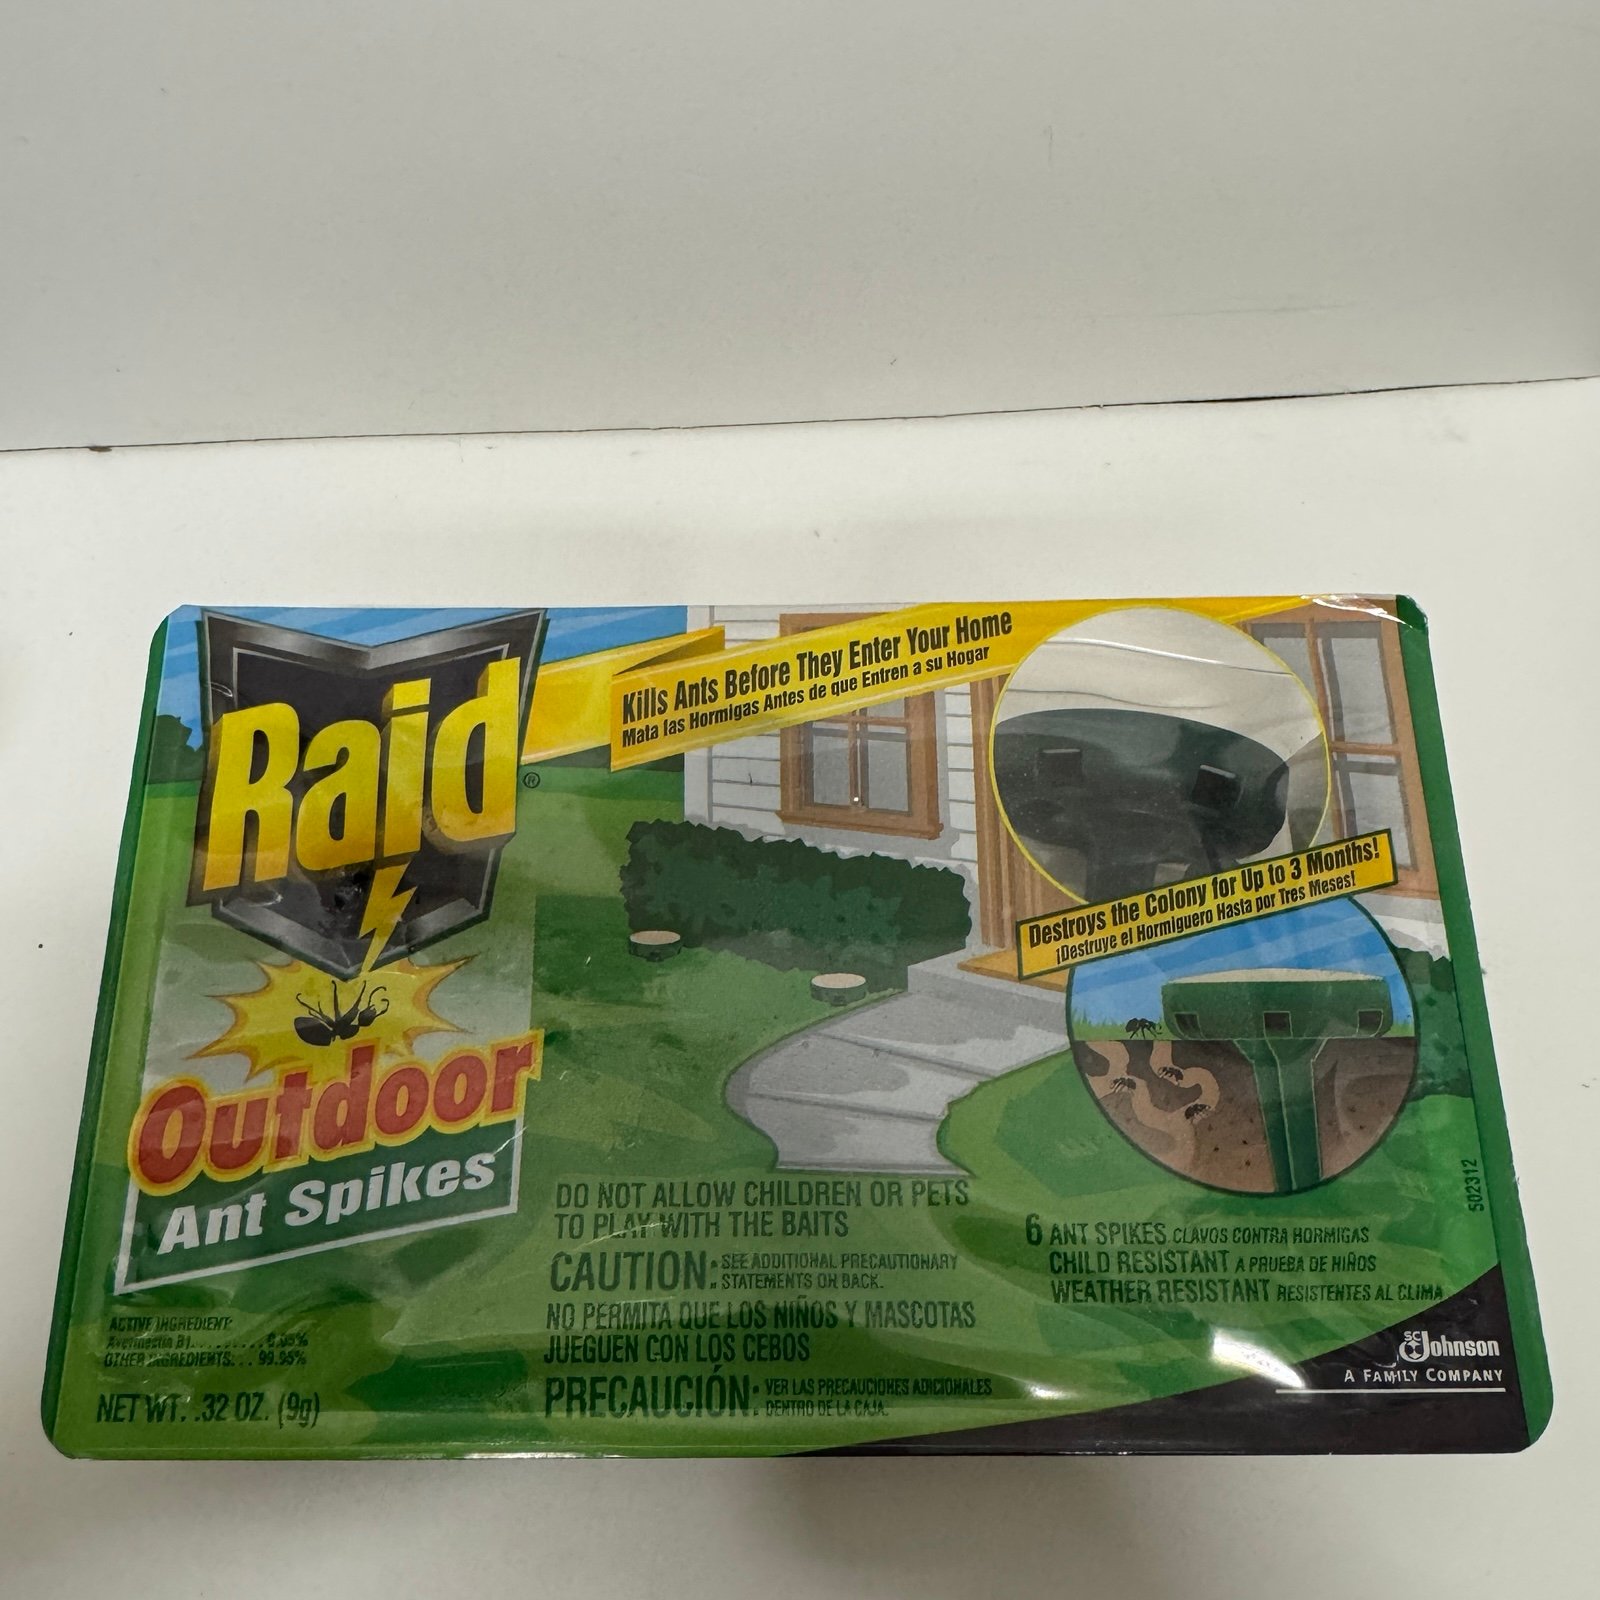 Raid®
Outdoor
Ant Spikes
Kills Ants Before They Enter Your Home
Mata las Hormigas Antes de que Entren a su Hogar
Destroys the Colony for Up to 3 Months!
¡Destruye el Hormiguero Hasta por Tres Meses!
ACTIVE INGREDIENT:
Avermectin B1.........0.05%
OTHER INGREDIENTS...99.95%
NET WT. .32 OZ. (9g)
DO NOT ALLOW CHILDREN OR PETS
TO PLAY WITH THE BAITS
CAUTION: SEE ADDITIONAL PRECAUTIONARY
STATEMENTS ON BACK.
NO PERMITA QUE LOS NIÑOS Y MASCOTAS
JUEGUEN CON LOS CEBOS
PRECAUCIÓN: VER LAS PRECAUCIONES ADICIONALES
DENTRO DE LA CAJA.
6 ANT SPIKES CLAVOS CONTRA HORMIGAS
CHILD RESISTANT A PRUEBA DE NIÑOS
WEATHER RESISTANT RESISTENTES AL CLIMA
502312
SC Johnson
A FAMILY COMPANY